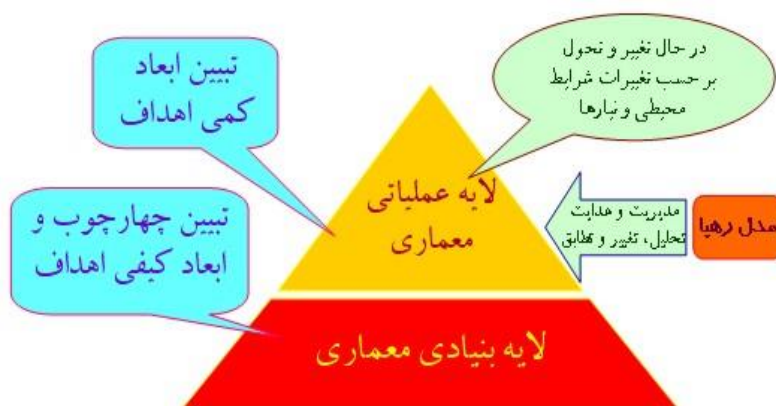 در حال تغییر و تحول
بر حسب تغییرات شرایط
محیطی و نیازها
تبیین ابعاد
کمی اهداف
لایه عملیاتی
معماری
مدل رهیا
مدیریت و هدایت
تحلیل، تغییر و تطابق
تبیین چهارچوب و
ابعاد کیفی اهداف
لایه بنیادی معماری